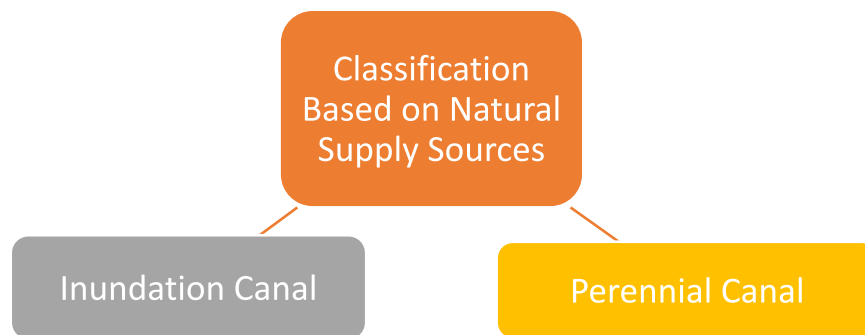 Classification
Based on Natural
Supply Sources
Inundation Canal
Perennial Canal